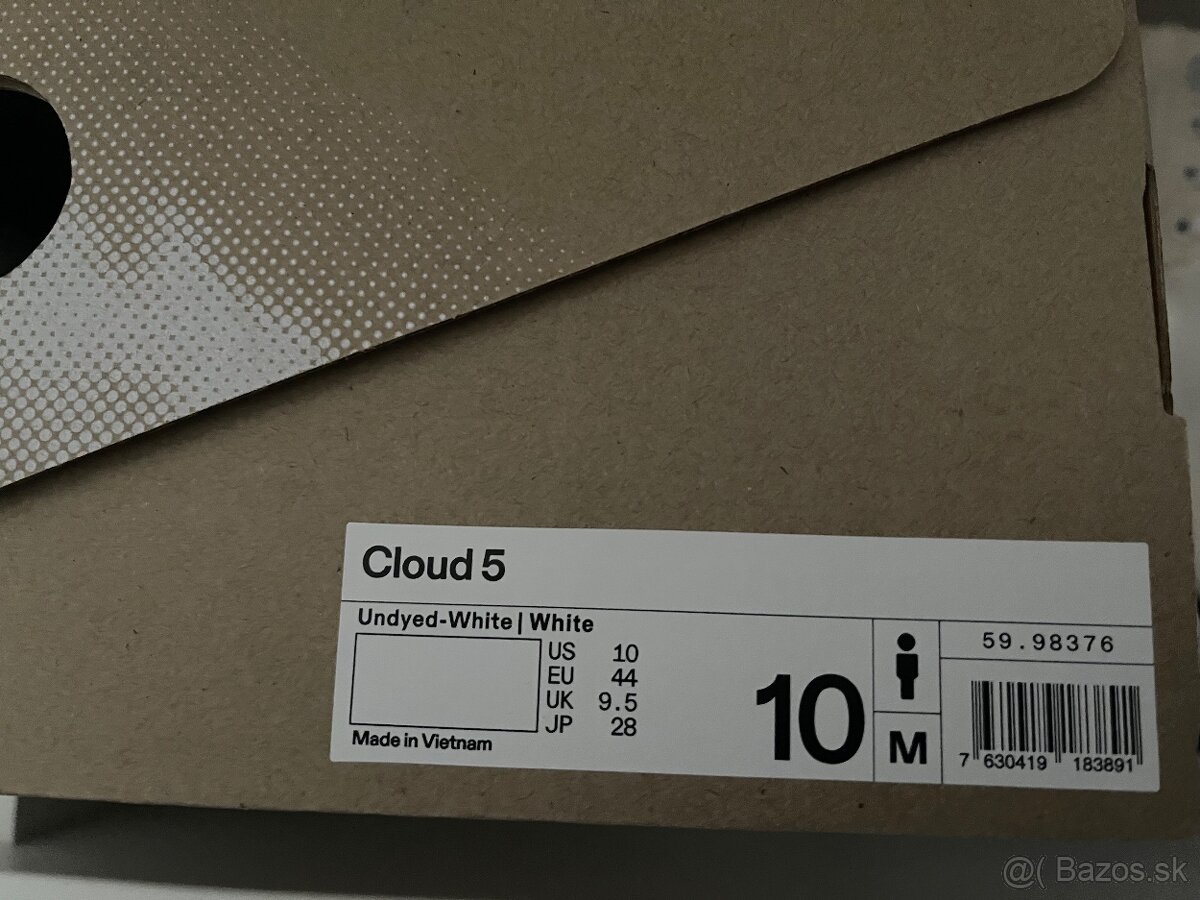 Cloud 5
Undyed-White | White
US 10
EU 44
UK 9.5
JP 28
Made in Vietnam
10
M
59.98376
7 630419 183891
@( Bazos.sk